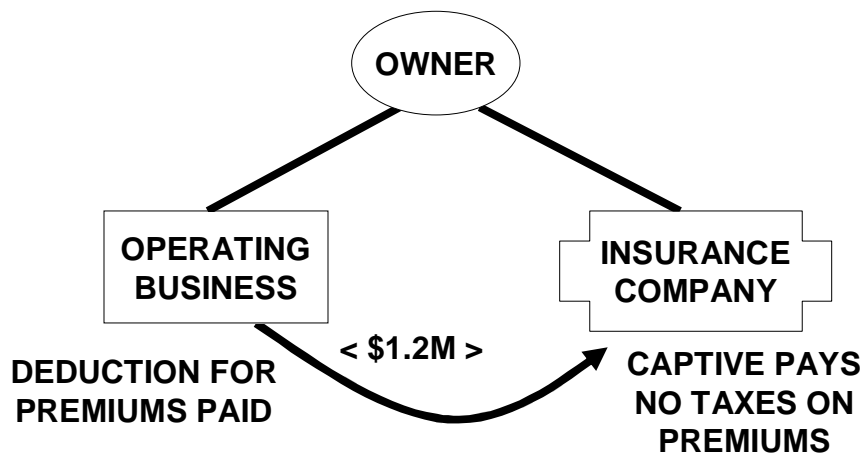 OWNER
OPERATING
BUSINESS
INSURANCE
COMPANY
< $1.2M >
DEDUCTION FOR
PREMIUMS PAID
CAPTIVE PAYS
NO TAXES ON
PREMIUMS